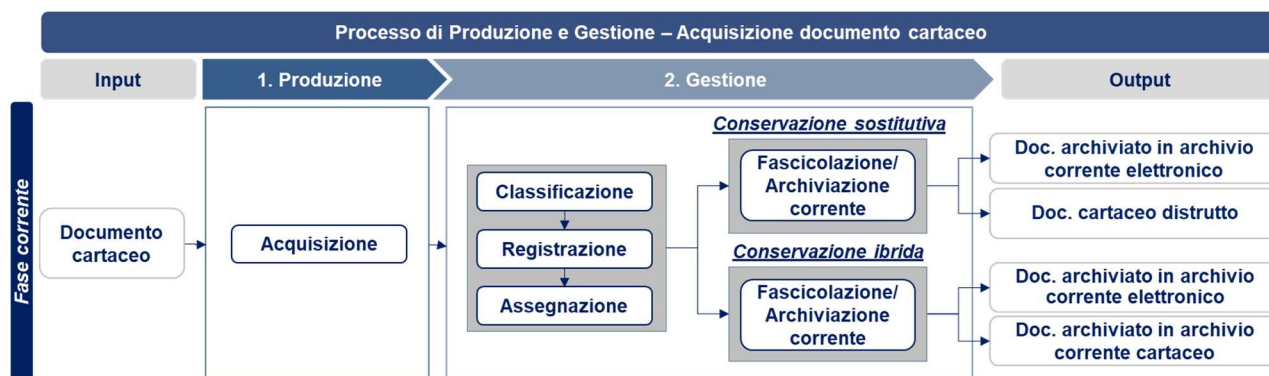 Processo di Produzione e Gestione – Acquisizione documento cartaceo
Input
1. Produzione
2. Gestione
Output
Fase corrente
Documento
cartaceo
Acquisizione
Classificazione
Registrazione
Assegnazione
Conservazione sostitutiva
Fascicolazione/
Archiviazione
corrente
Conservazione ibrida
Fascicolazione/
Archiviazione
corrente
Doc. archiviato in archivio
corrente elettronico
Doc. cartaceo distrutto
Doc. archiviato in archivio
corrente elettronico
Doc. archiviato in archivio
corrente cartaceo